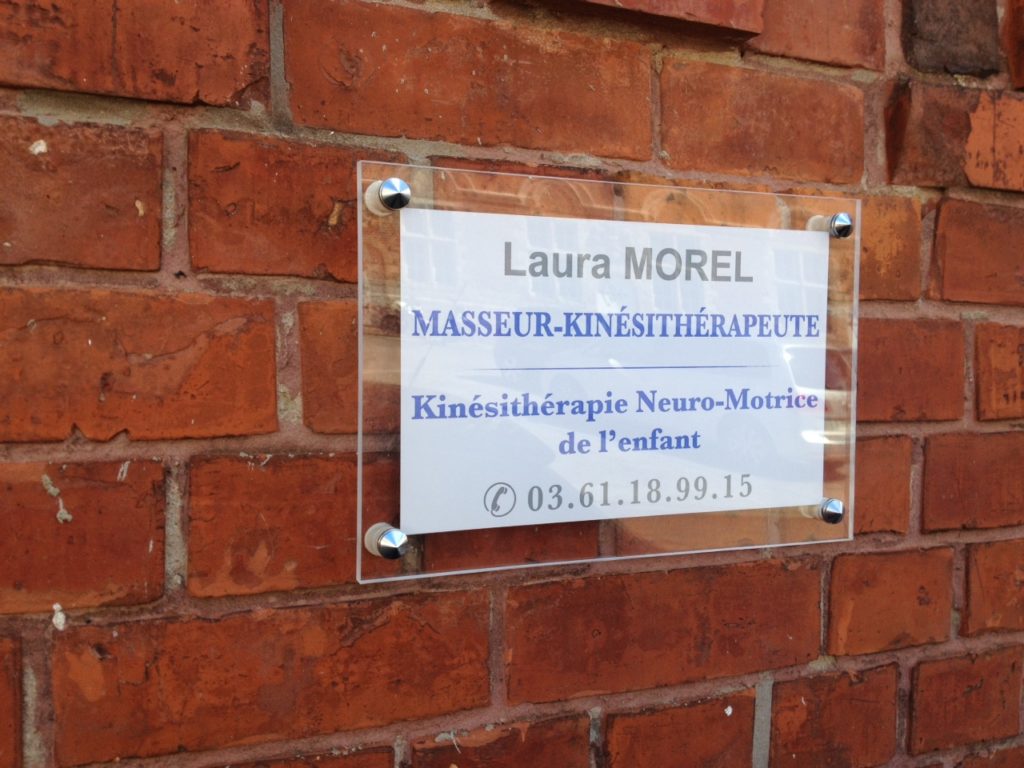 Laura MOREL
MASSEUR-KINÉSITHÉRAPEUTE
Kinésithérapie Neuro-Motrice
de l'enfant
✆ 03.61.18.99.15